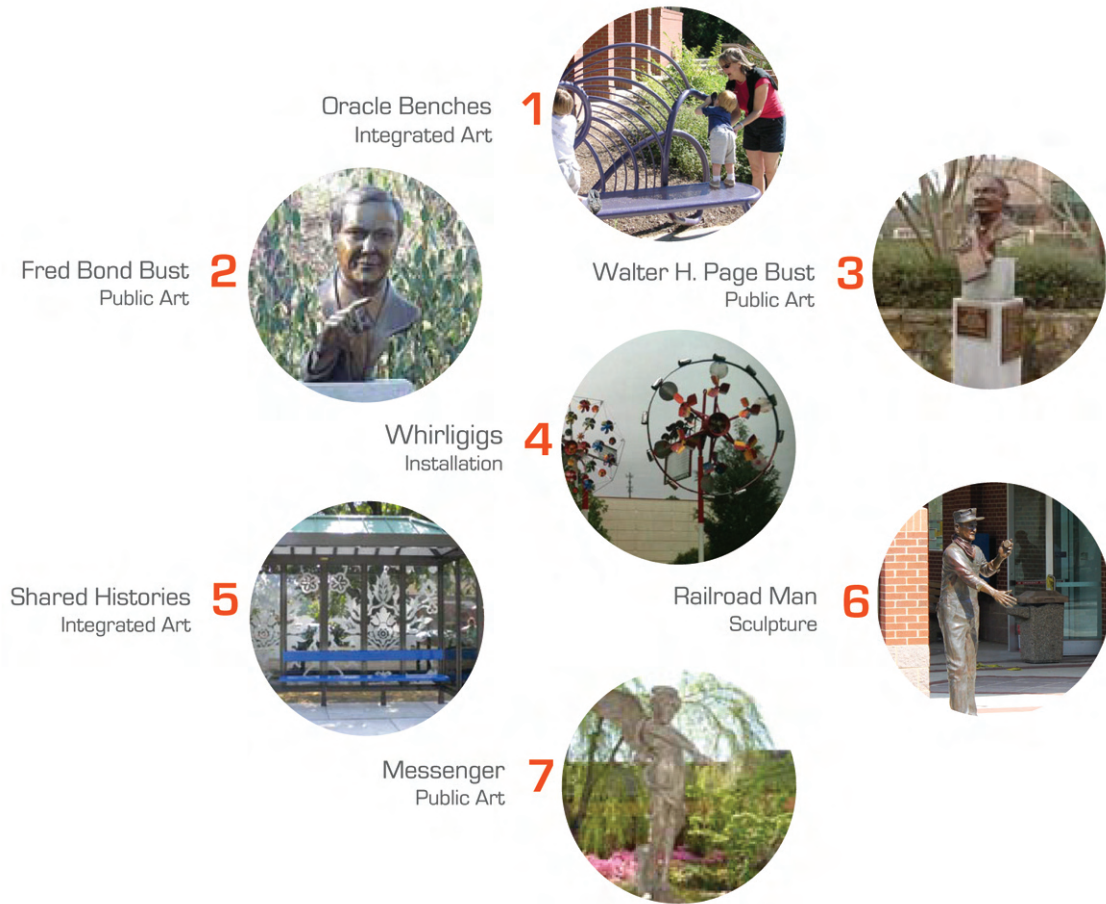 Oracle Benches
Integrated Art
1
Fred Bond Bust
Public Art
2
Walter H. Page Bust
Public Art
3
Whirligigs
Installation
4
Shared Histories
Integrated Art
5
Railroad Man
Sculpture
6
Messenger
Public Art
7